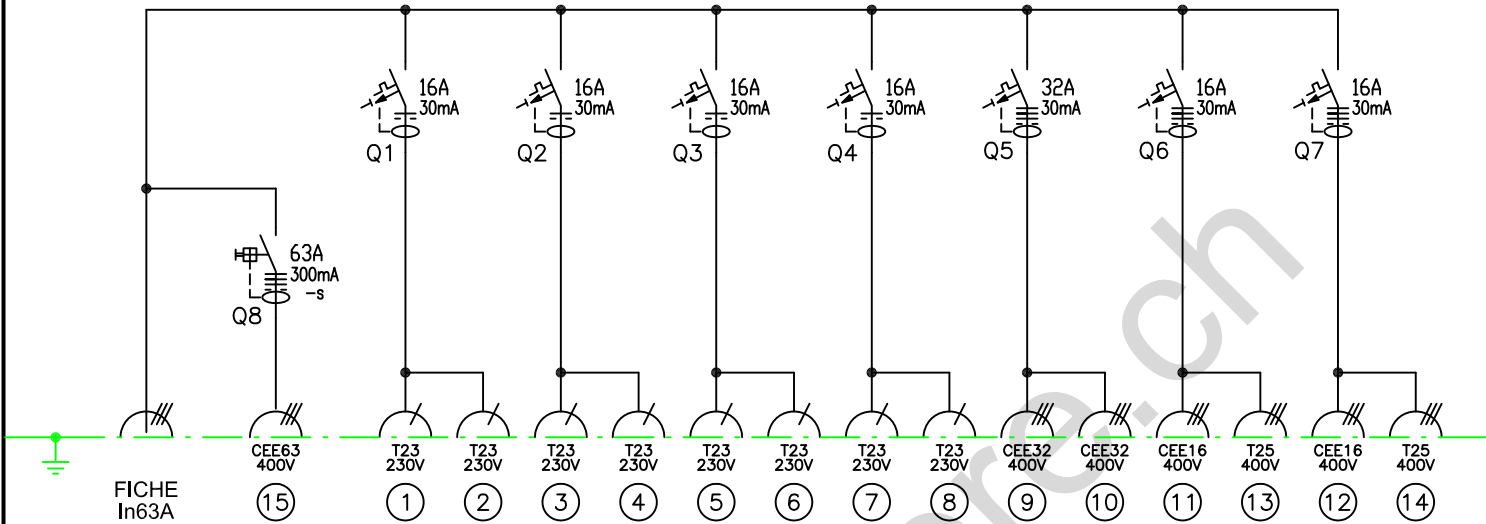 16A
30mA
Q1
16A
30mA
Q2
16A
30mA
Q3
16A
30mA
Q4
32A
30mA
Q5
16A
30mA
Q6
16A
30mA
Q7
63A
300mA
-s
Q8
FICHE
In63A
CEE63
400V
15
T23
230V
1
T23
230V
2
T23
230V
3
T23
230V
4
T23
230V
5
T23
230V
6
T23
230V
7
T23
230V
8
CEE32
400V
9
CEE32
400V
10
CEE16
400V
11
T25
400V
13
CEE16
400V
12
T25
400V
14
re.ch